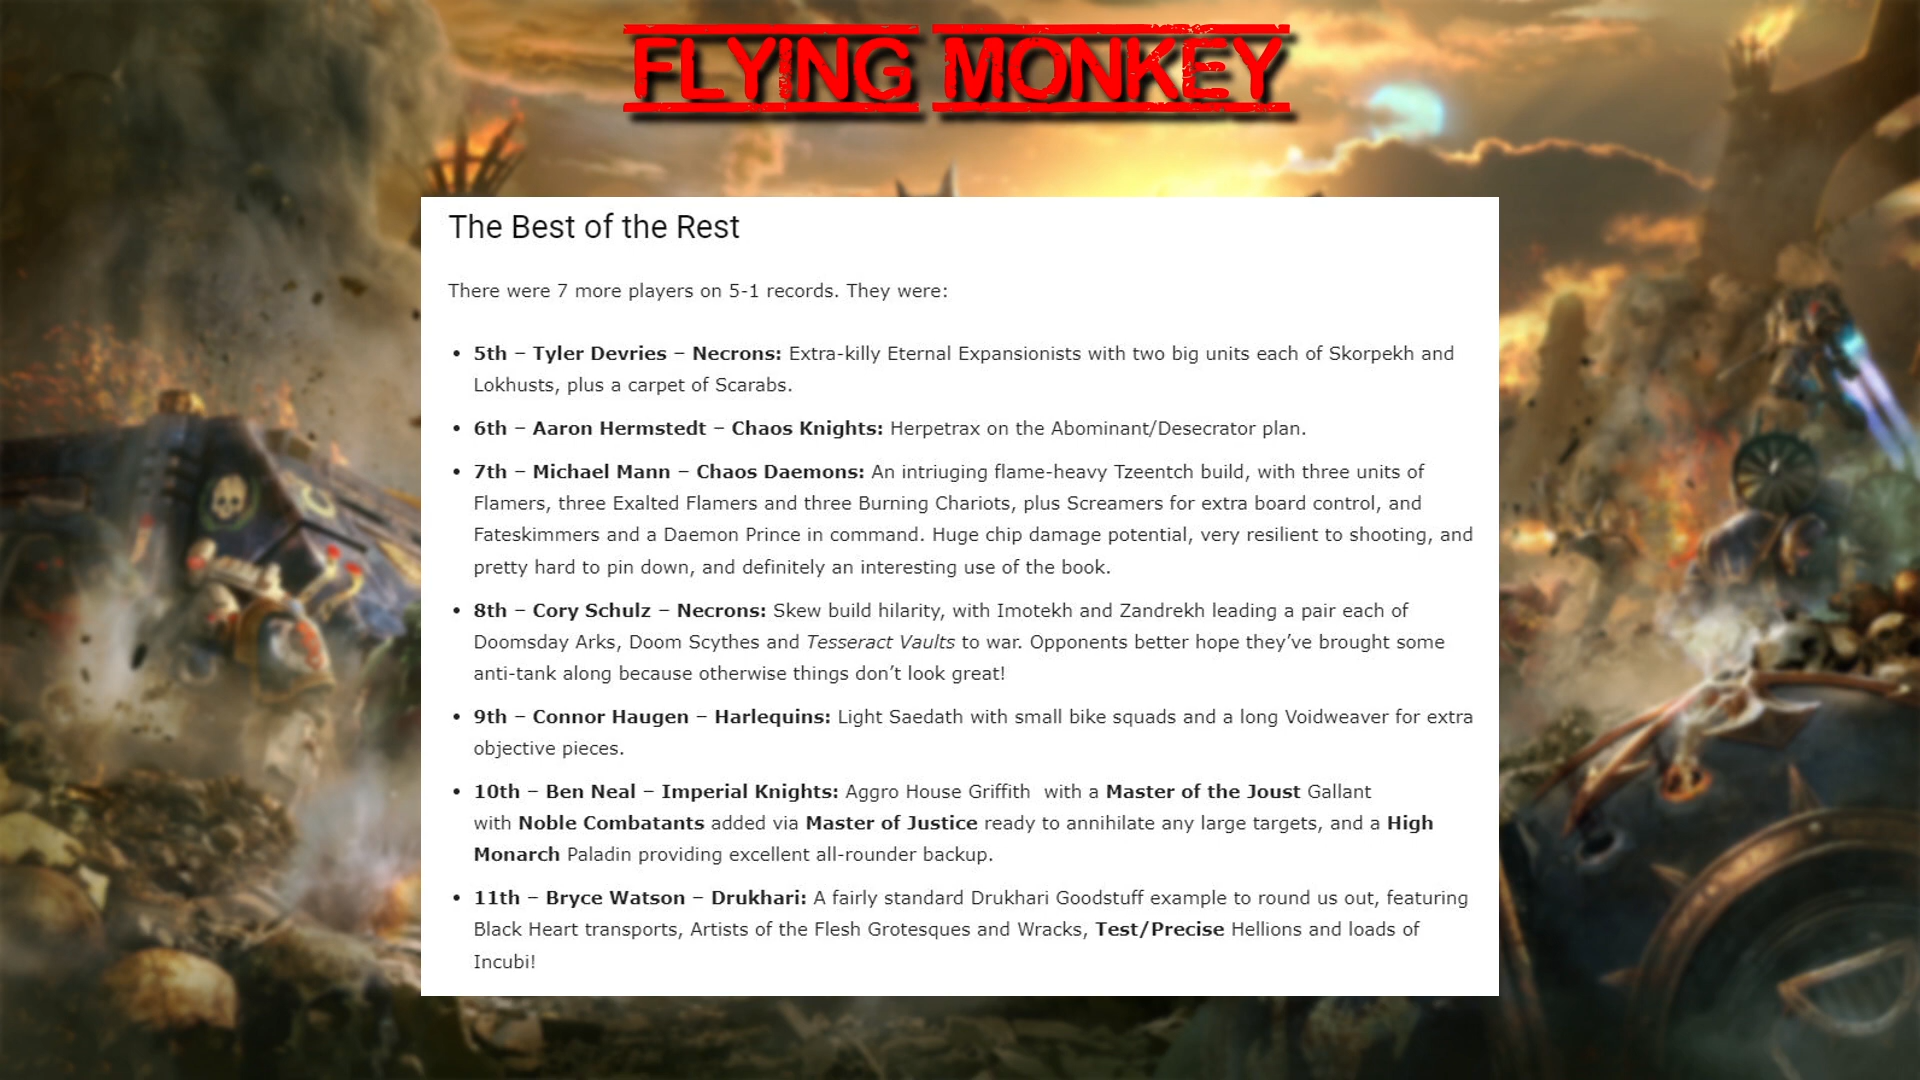 FLYING MONKEY
The Best of the Rest
There were 7 more players on 5-1 records. They were:
• 5th – Tyler Devries – Necrons: Extra-killy Eternal Expansionists with two big units each of Skorpekh and
Lokhusts, plus a carpet of Scarabs.
• 6th – Aaron Hermstedt – Chaos Knights: Herpetrax on the Abominant/Desecrator plan.
• 7th – Michael Mann – Chaos Daemons: An intriuging flame-heavy Tzeentch build, with three units of
Flamers, three Exalted Flamers and three Burning Chariots, plus Screamers for extra board control, and
Fateskimmers and a Daemon Prince in command. Huge chip damage potential, very resilient to shooting, and
pretty hard to pin down, and definitely an interesting use of the book.
• 8th – Cory Schulz – Necrons: Skew build hilarity, with Imotekh and Zandrekh leading a pair each of
Doomsday Arks, Doom Scythes and Tesseract Vaults to war. Opponents better hope they’ve brought some
anti-tank along because otherwise things don’t look great!
• 9th – Connor Haugen – Harlequins: Light Saedath with small bike squads and a long Voidweaver for extra
objective pieces.
• 10th – Ben Neal – Imperial Knights: Aggro House Griffith  with a Master of the Joust Gallant
with Noble Combatants added via Master of Justice ready to annihilate any large targets, and a High
Monarch Paladin providing excellent all-rounder backup.
• 11th – Bryce Watson – Drukhari: A fairly standard Drukhari Goodstuff example to round us out, featuring
Black Heart transports, Artists of the Flesh Grotesques and Wracks, Test/Precise Hellions and loads of
Incubi!